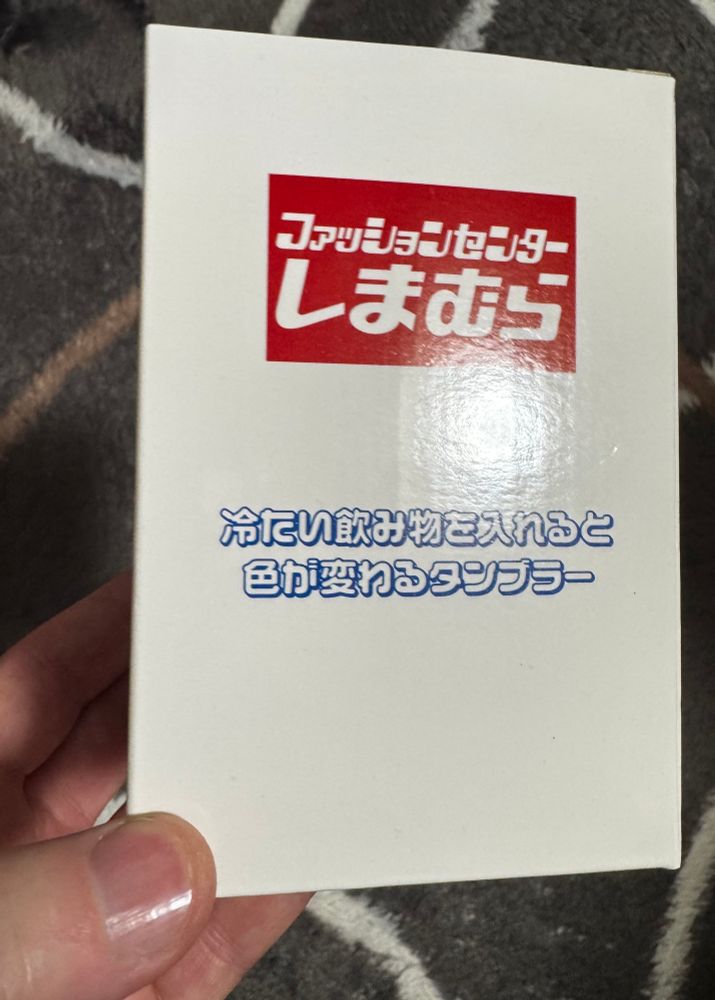 ファッションセンター
しまむら
冷たい飲み物を入れると
色が変わるタンブラー